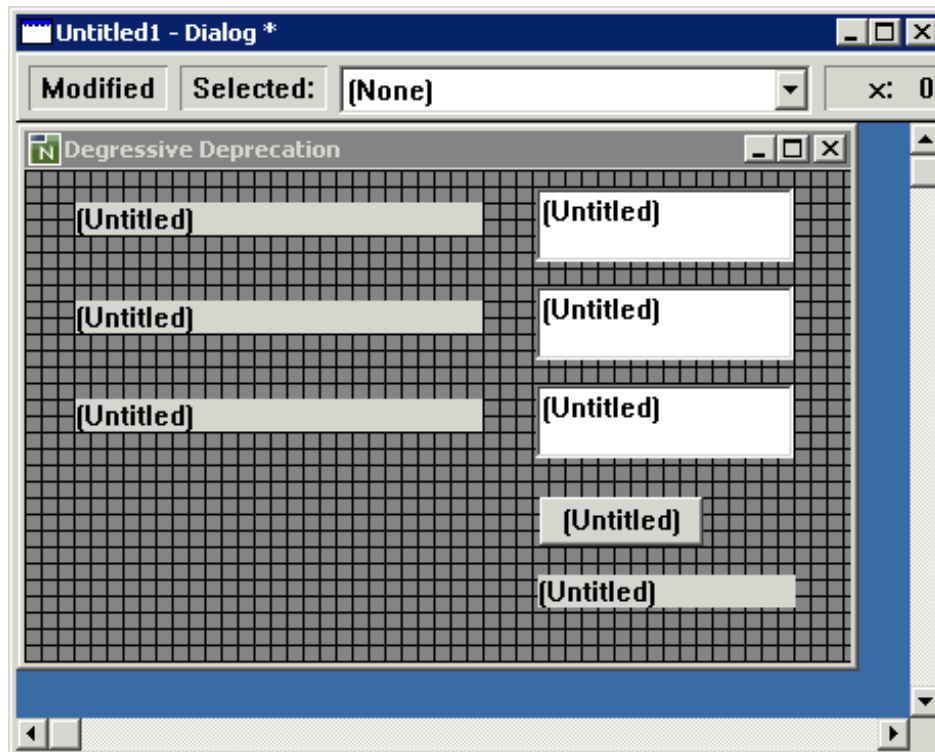 Untitled1 - Dialog *
Modified Selected: (None) x: 0
N Degressive Deprecation
(Untitled) (Untitled)
(Untitled) (Untitled)
(Untitled) (Untitled)
(Untitled)
(Untitled)